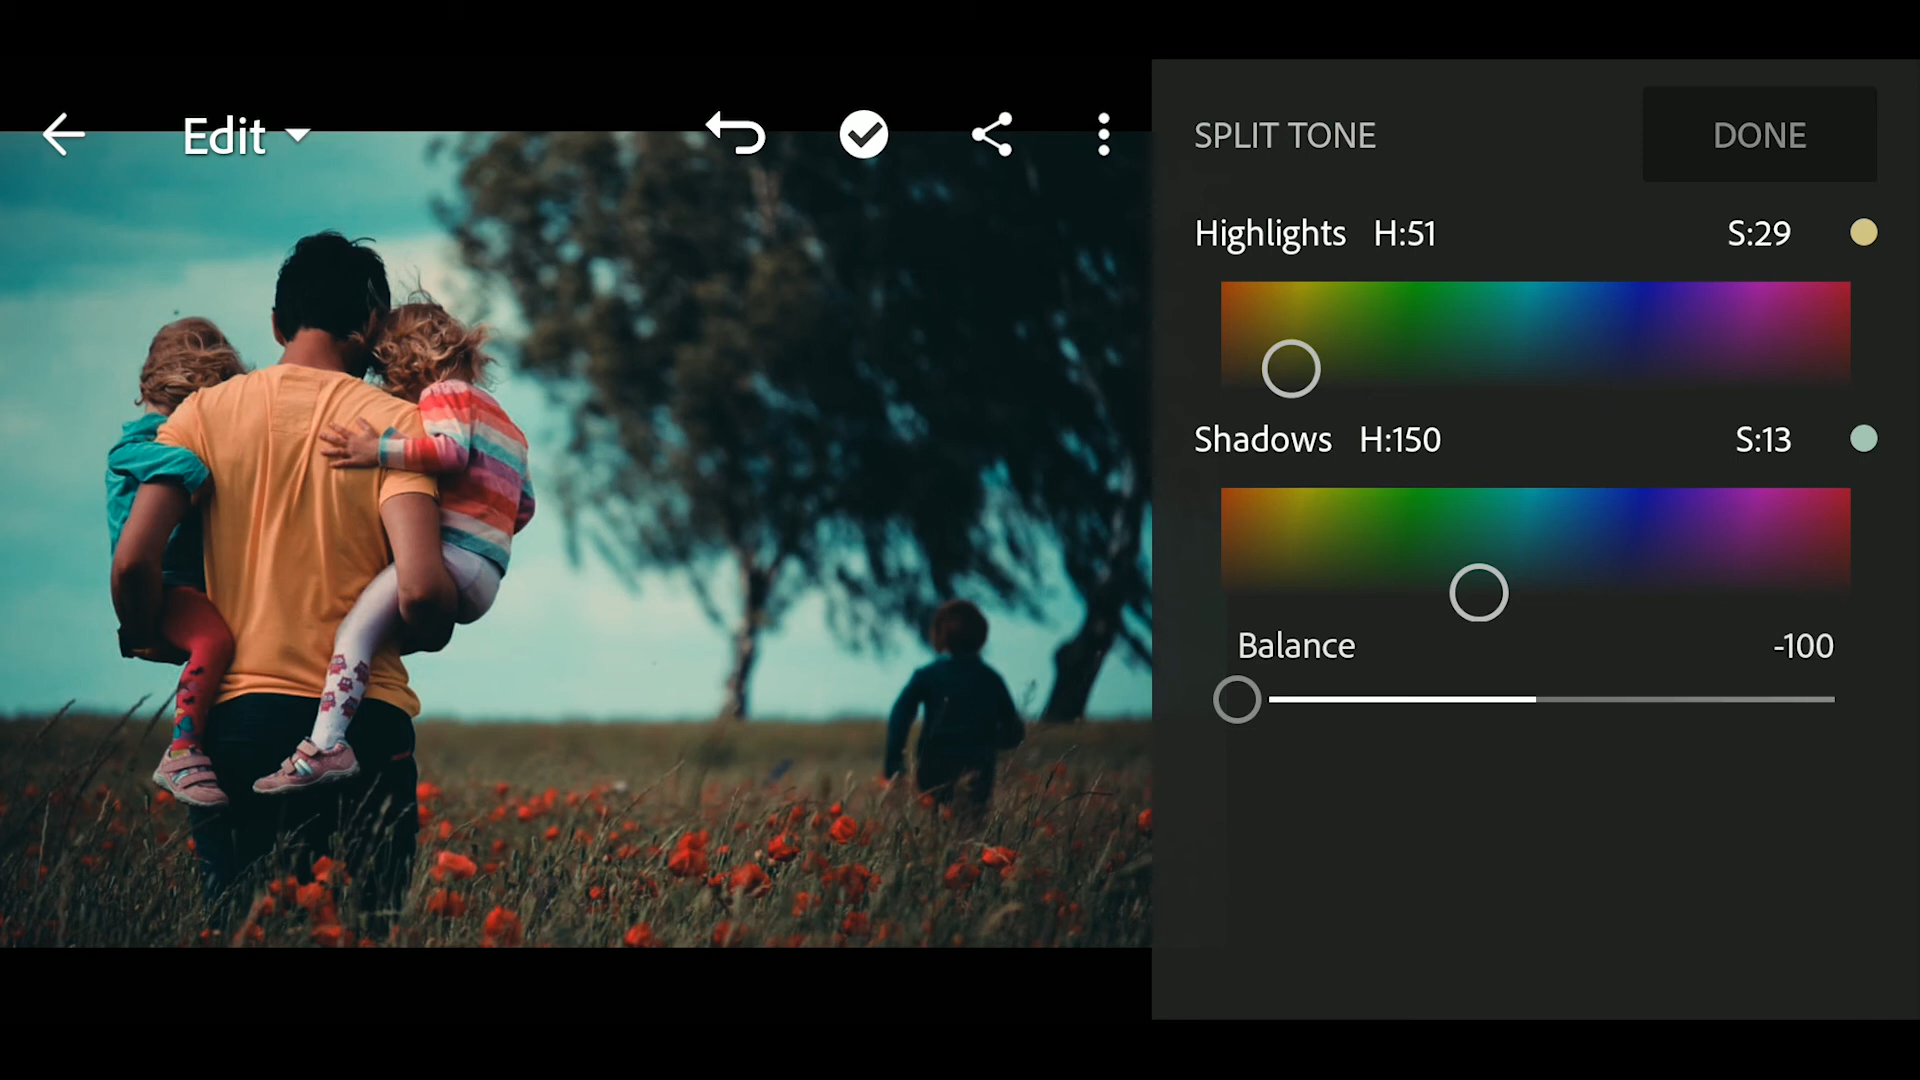 Edit
SPLIT TONE
DONE
Highlights H:51 S:29
Shadows H:150 S:13
Balance -100